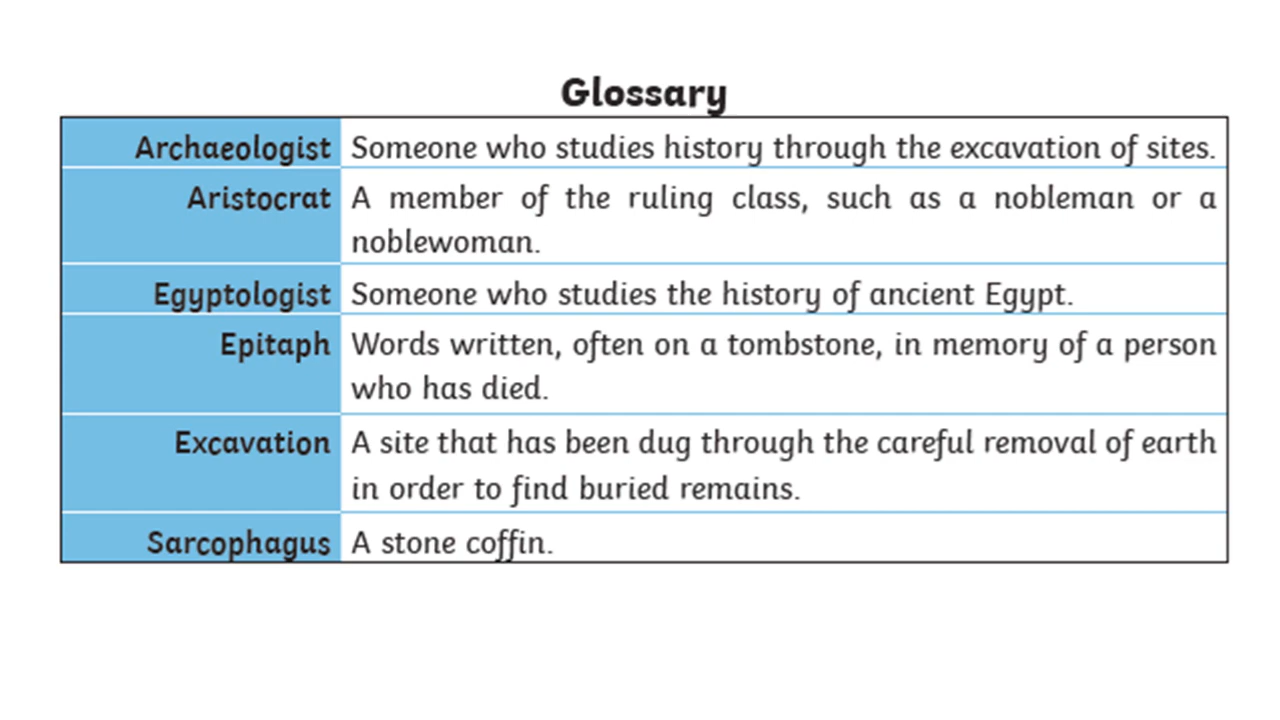 Glossary
Archaeologist Someone who studies history through the excavation of sites.
Aristocrat A member of the ruling class, such as a nobleman or a
noblewoman.
Egyptologist Someone who studies the history of ancient Egypt.
Epitaph Words written, often on a tombstone, in memory of a person
who has died.
Excavation A site that has been dug through the careful removal of earth
in order to find buried remains.
Sarcophagus A stone coffin.